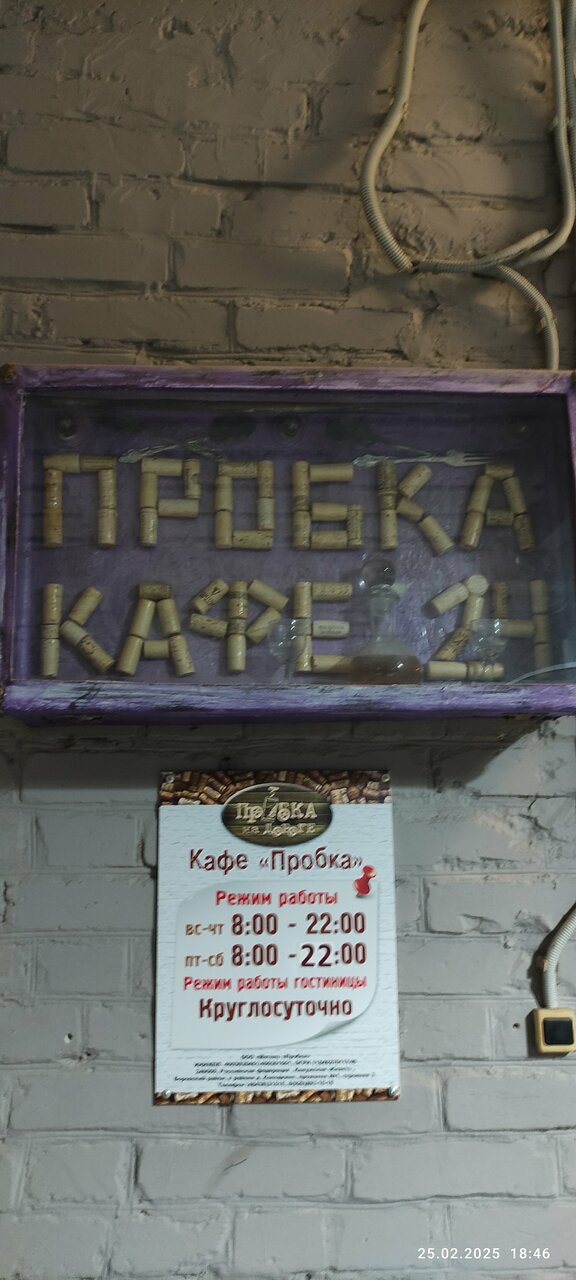 ПРОБКА
КАФЕ 24
ПРОБКА
НА ДОРОГЕ
Кафе «Пробка»
Режим работы
вс-чт 8:00 - 22:00
пт-сб 8:00 - 22:00
Режим работы гостиницы
Круглосуточно
25.02.2025 18:46